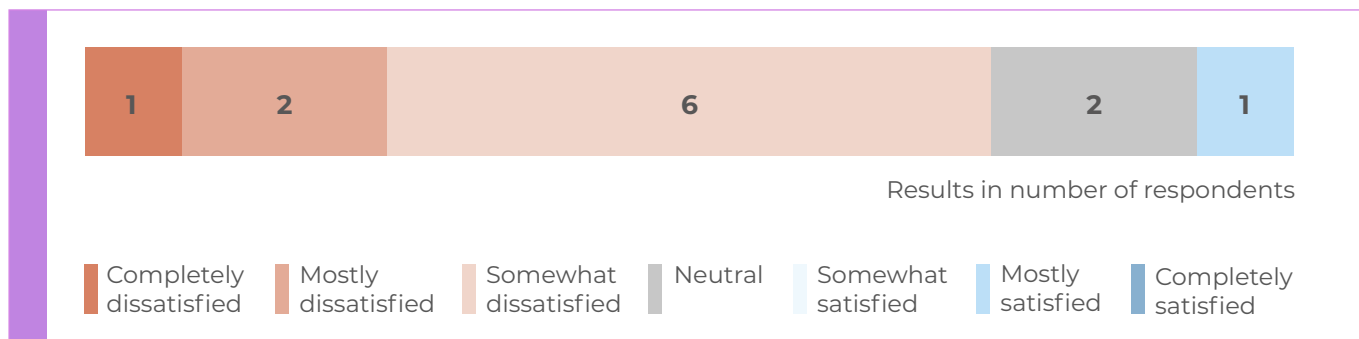 1 2 6 2 1
Results in number of respondents
Completely
dissatisfied
Mostly
dissatisfied
Somewhat
dissatisfied
Neutral
Somewhat
satisfied
Mostly
satisfied
Completely
satisfied